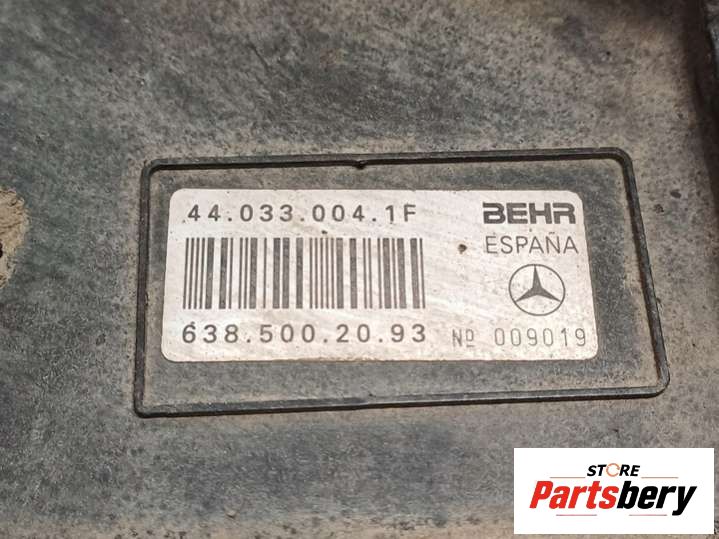 44.033.004.1F
BEHR
ESPAÑA
638.500.20.93
Nº 009019
STORE
Partsbery